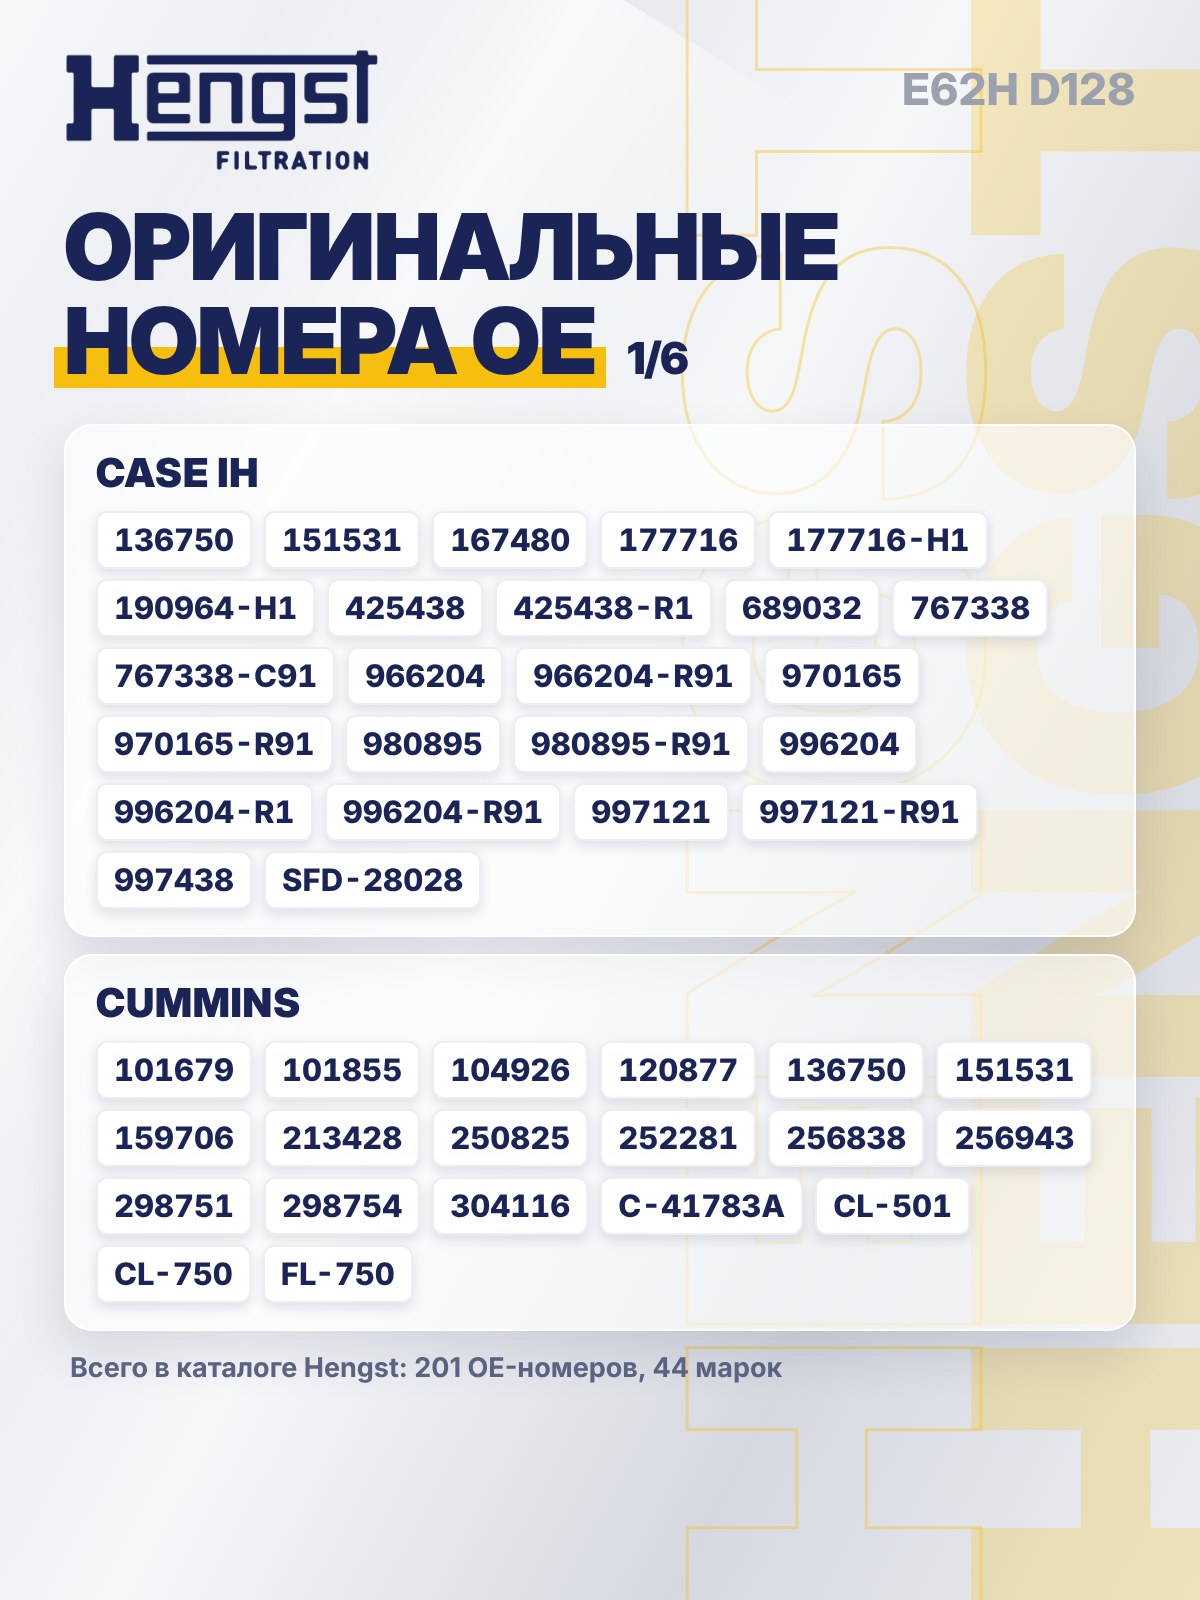 Hengst
FILTRATION
E62H D128
ОРИГИНАЛЬНЫЕ
НОМЕРА ОЕ 1/6
CASE IH
136750 151531 167480 177716 177716-H1
190964-H1 425438 425438-R1 689032 767338
767338-C91 966204 966204-R91 970165
970165-R91 980895 980895-R91 996204
996204-R1 996204-R91 997121 997121-R91
997438 SFD-28028
CUMMINS
101679 101855 104926 120877 136750 151531
159706 213428 250825 252281 256838 256943
298751 298754 304116 C-41783A CL-501
CL-750 FL-750
Всего в каталоге Hengst: 201 ОЕ-номеров, 44 марок
HENGST
HENGST